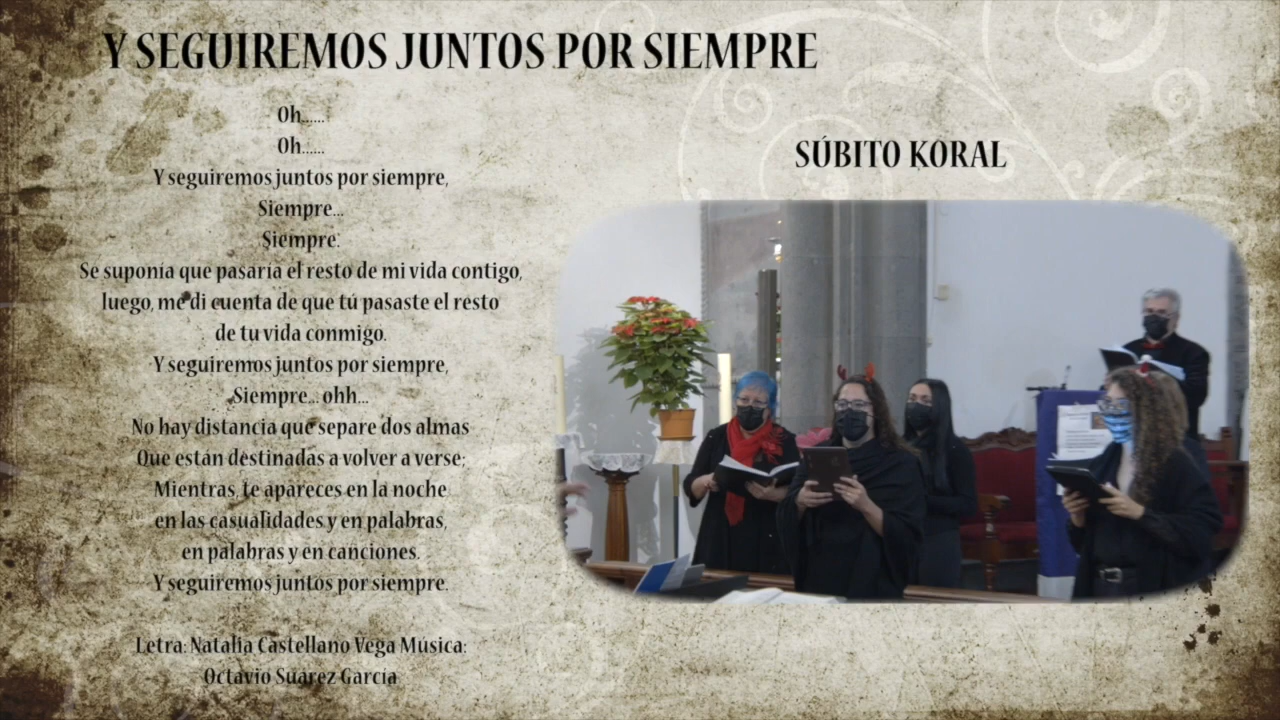 Y SEGUIREMOS JUNTOS POR SIEMPRE
Oh......
Oh......
Y seguiremos juntos por siempre,
Siempre...
Siempre.
Se suponía que pasaría el resto de mi vida contigo,
luego, me di cuenta de que tú pasaste el resto
de tu vida conmigo.
Y seguiremos juntos por siempre,
Siempre... ohh...
No hay distancia que separe dos almas
Que están destinadas a volver a verse;
Mientras, te apareces en la noche
en las casualidades y en palabras,
en palabras y en canciones.
Y seguiremos juntos por siempre.
Letra: Natalia Castellano Vega Música:
Octavio Suárez García
SÚBITO KORAL